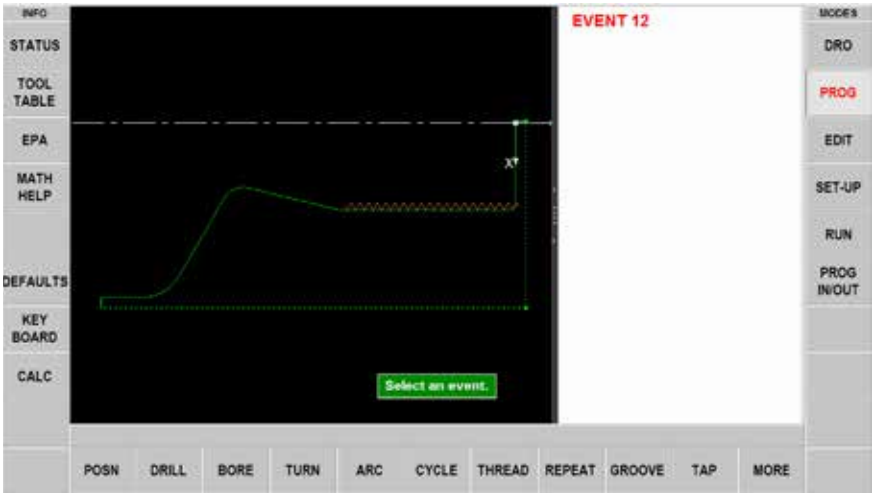 INFO
STATUS
TOOL
TABLE
EPA
MATH
HELP
DEFAULTS
KEY
BOARD
CALC
X
Select an event.
EVENT 12
MODES
DRO
PROG
EDIT
SET-UP
RUN
PROG
IN/OUT
POSN DRILL BORE TURN ARC CYCLE THREAD REPEAT GROOVE TAP MORE